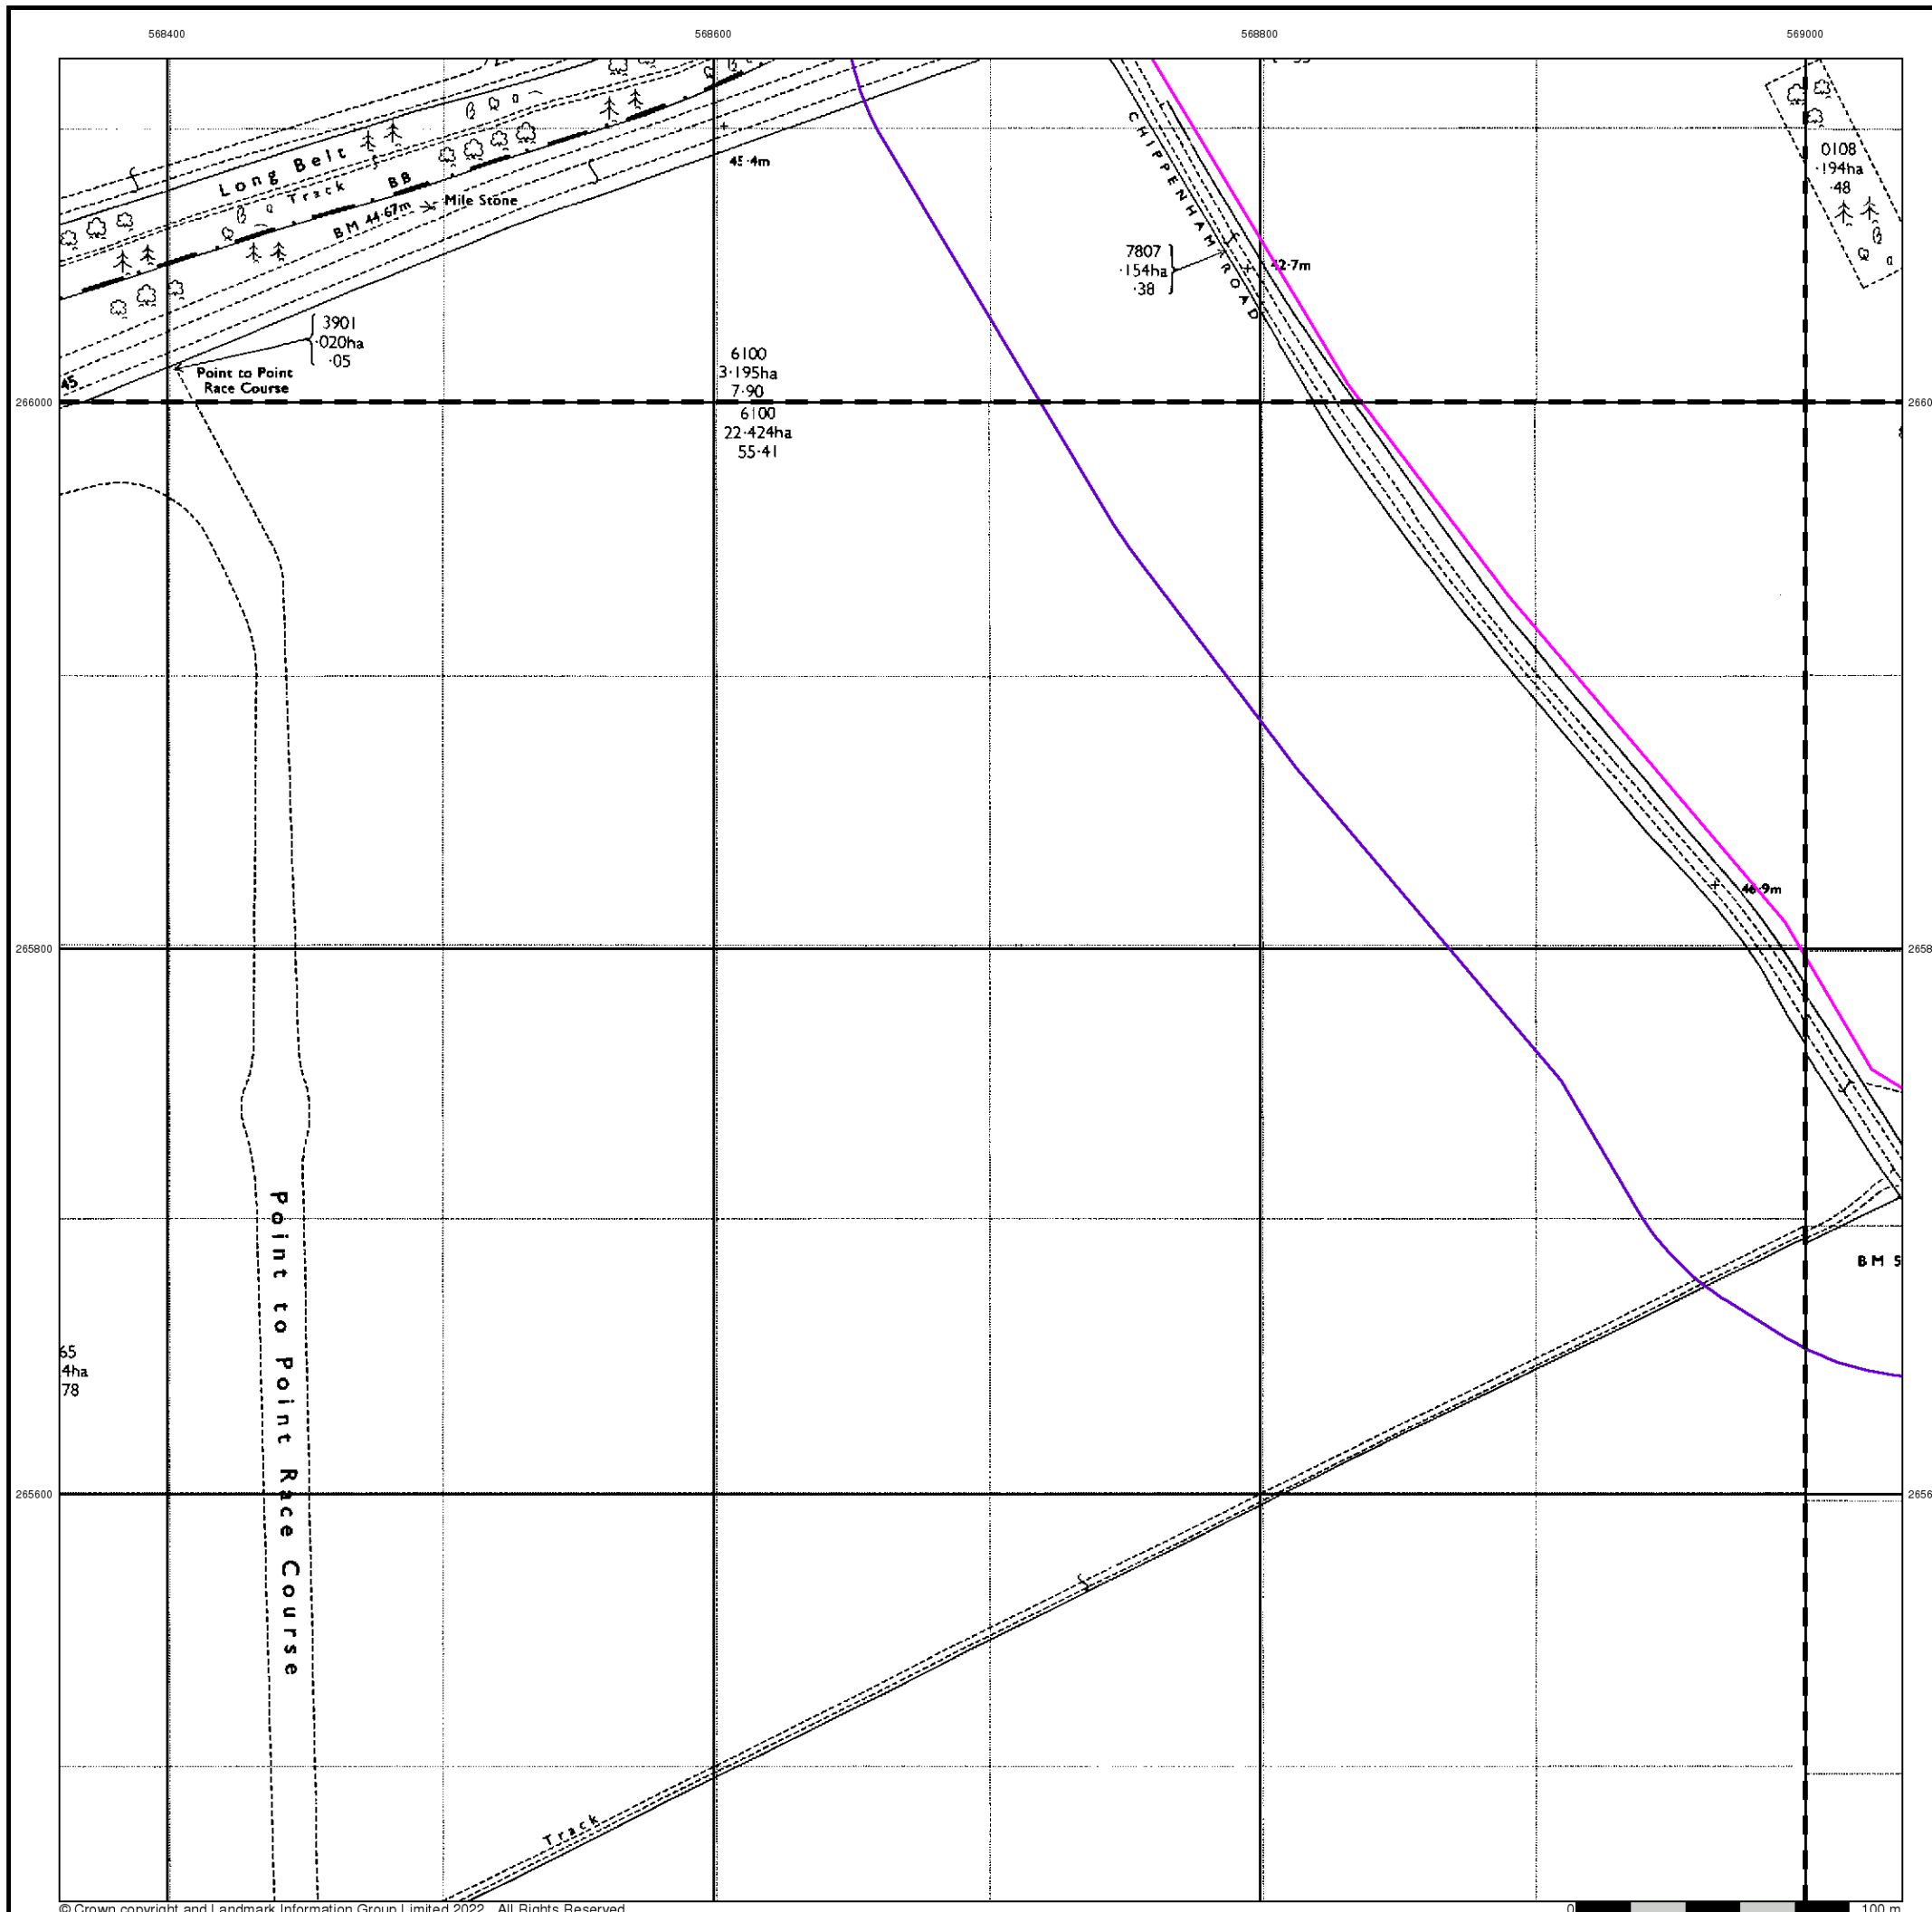 568400
568600
568800
569000
Long Belt
Track
BB
BM 44·67m
Mile Stone
45·4m
CHIPPENHAM ROAD
7807
·154ha
·38
42·7m
0108
·194ha
·48
3901
·020ha
·05
Point to Point
Race Course
45
6100
3·195ha
7·90
266000
6100
22·424ha
55·41
46·9m
265800
Point to Point Race Course
BM 5
65
4ha
78
265600
Track
© Crown copyright and Landmark Information Group Limited 2022. All Rights Reserved.
0
100 m